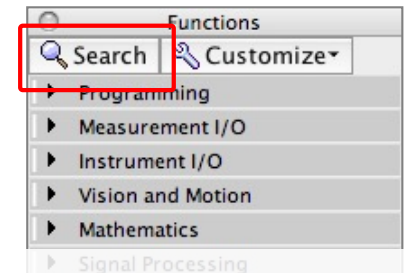 Functions
Search Customize
Programming
Measurement I/O
Instrument I/O
Vision and Motion
Mathematics
Signal Processing